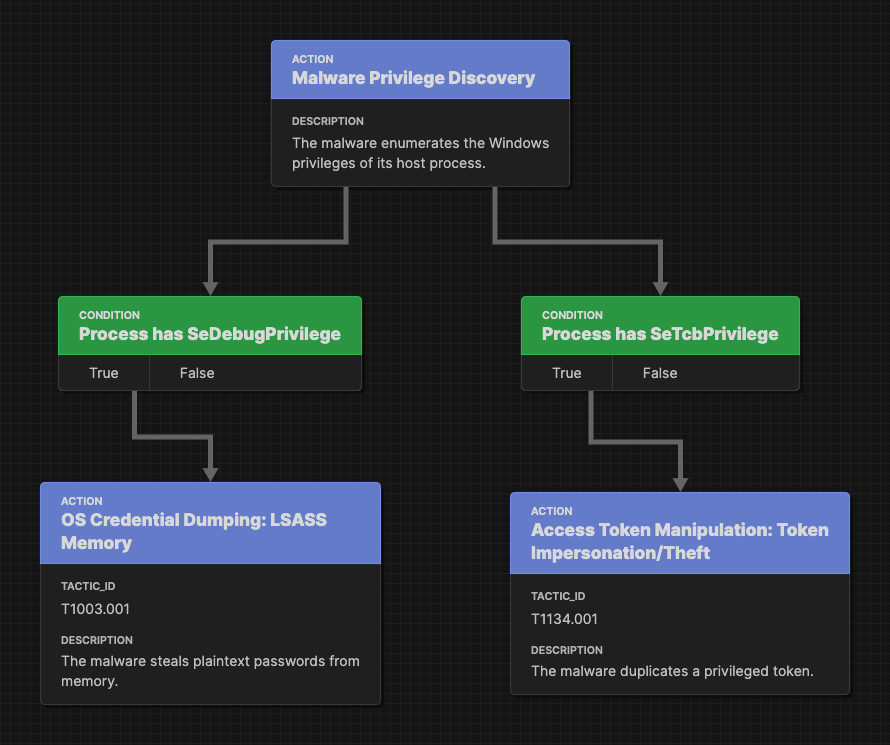 ACTION
Malware Privilege Discovery
DESCRIPTION
The malware enumerates the Windows
privileges of its host process.
CONDITION
Process has SeDebugPrivilege
True
False
CONDITION
Process has SeTcbPrivilege
True
False
ACTION
OS Credential Dumping: LSASS
Memory
TACTIC_ID
T1003.001
DESCRIPTION
The malware steals plaintext passwords from
memory.
ACTION
Access Token Manipulation: Token
Impersonation/Theft
TACTIC_ID
T1134.001
DESCRIPTION
The malware duplicates a privileged token.